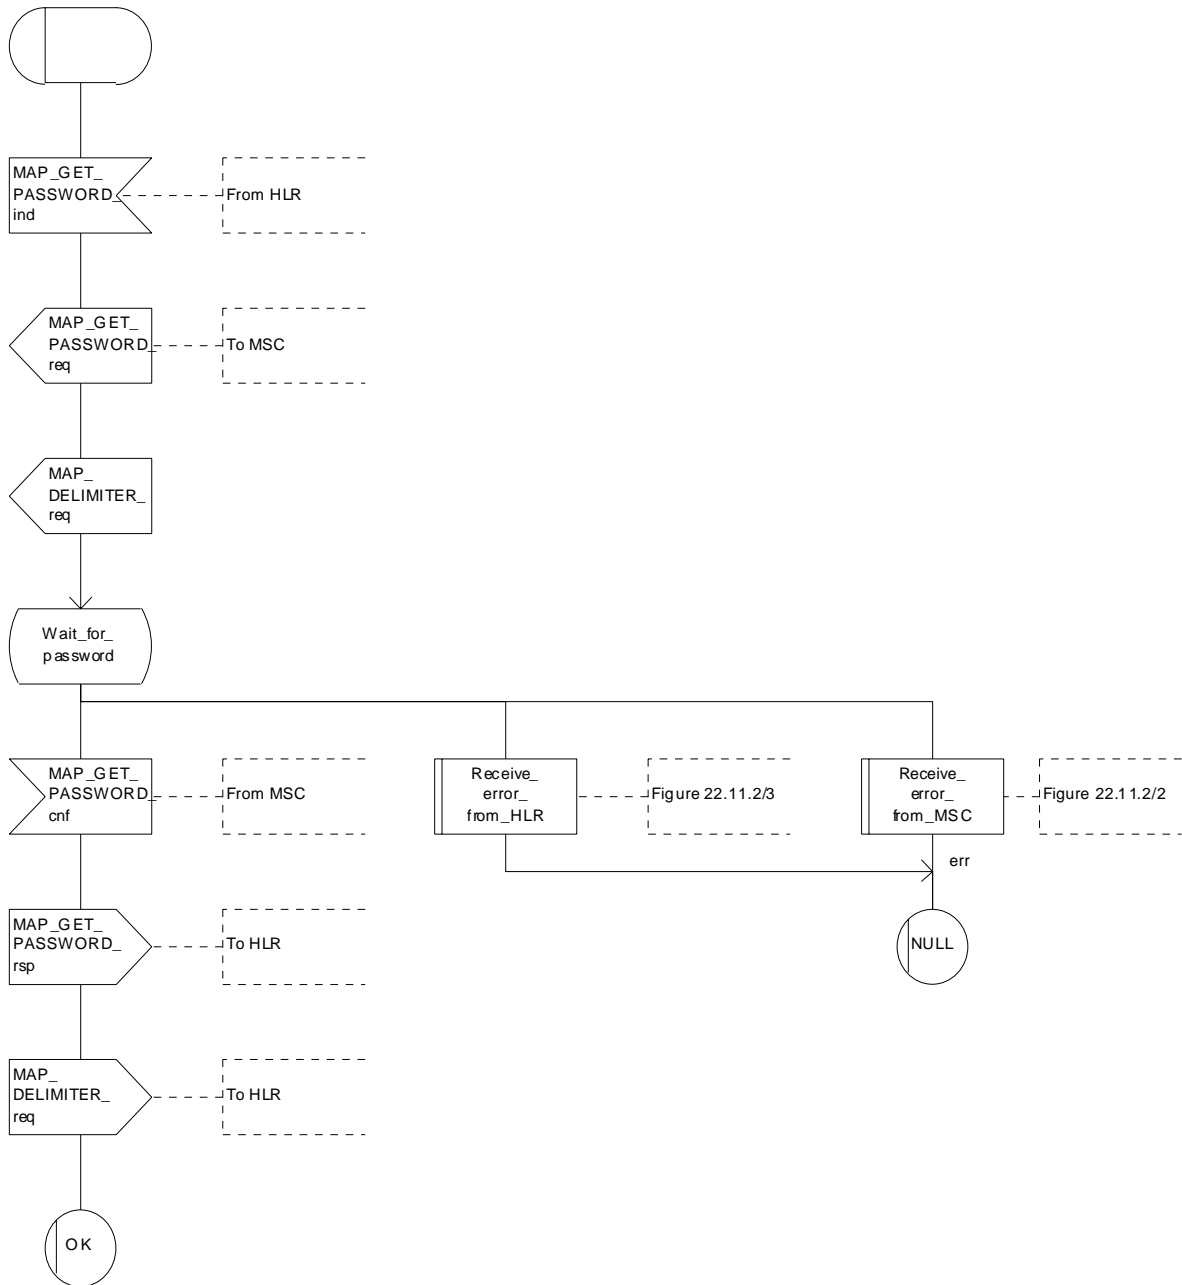 MAP_GET_
PASSWORD_
ind
From HLR
MAP_GET_
PASSWORD_
req
To MSC
MAP_
DELIMITER_
req
Wait_for_
password
MAP_GET_
PASSWORD_
cnf
From MSC
Receive_
error_
from_HLR
Figure 22.11.2/3
Receive_
error_
from_MSC
Figure 22.11.2/2
err
MAP_GET_
PASSWORD_
rsp
To HLR
NULL
MAP_
DELIMITER_
req
To HLR
OK